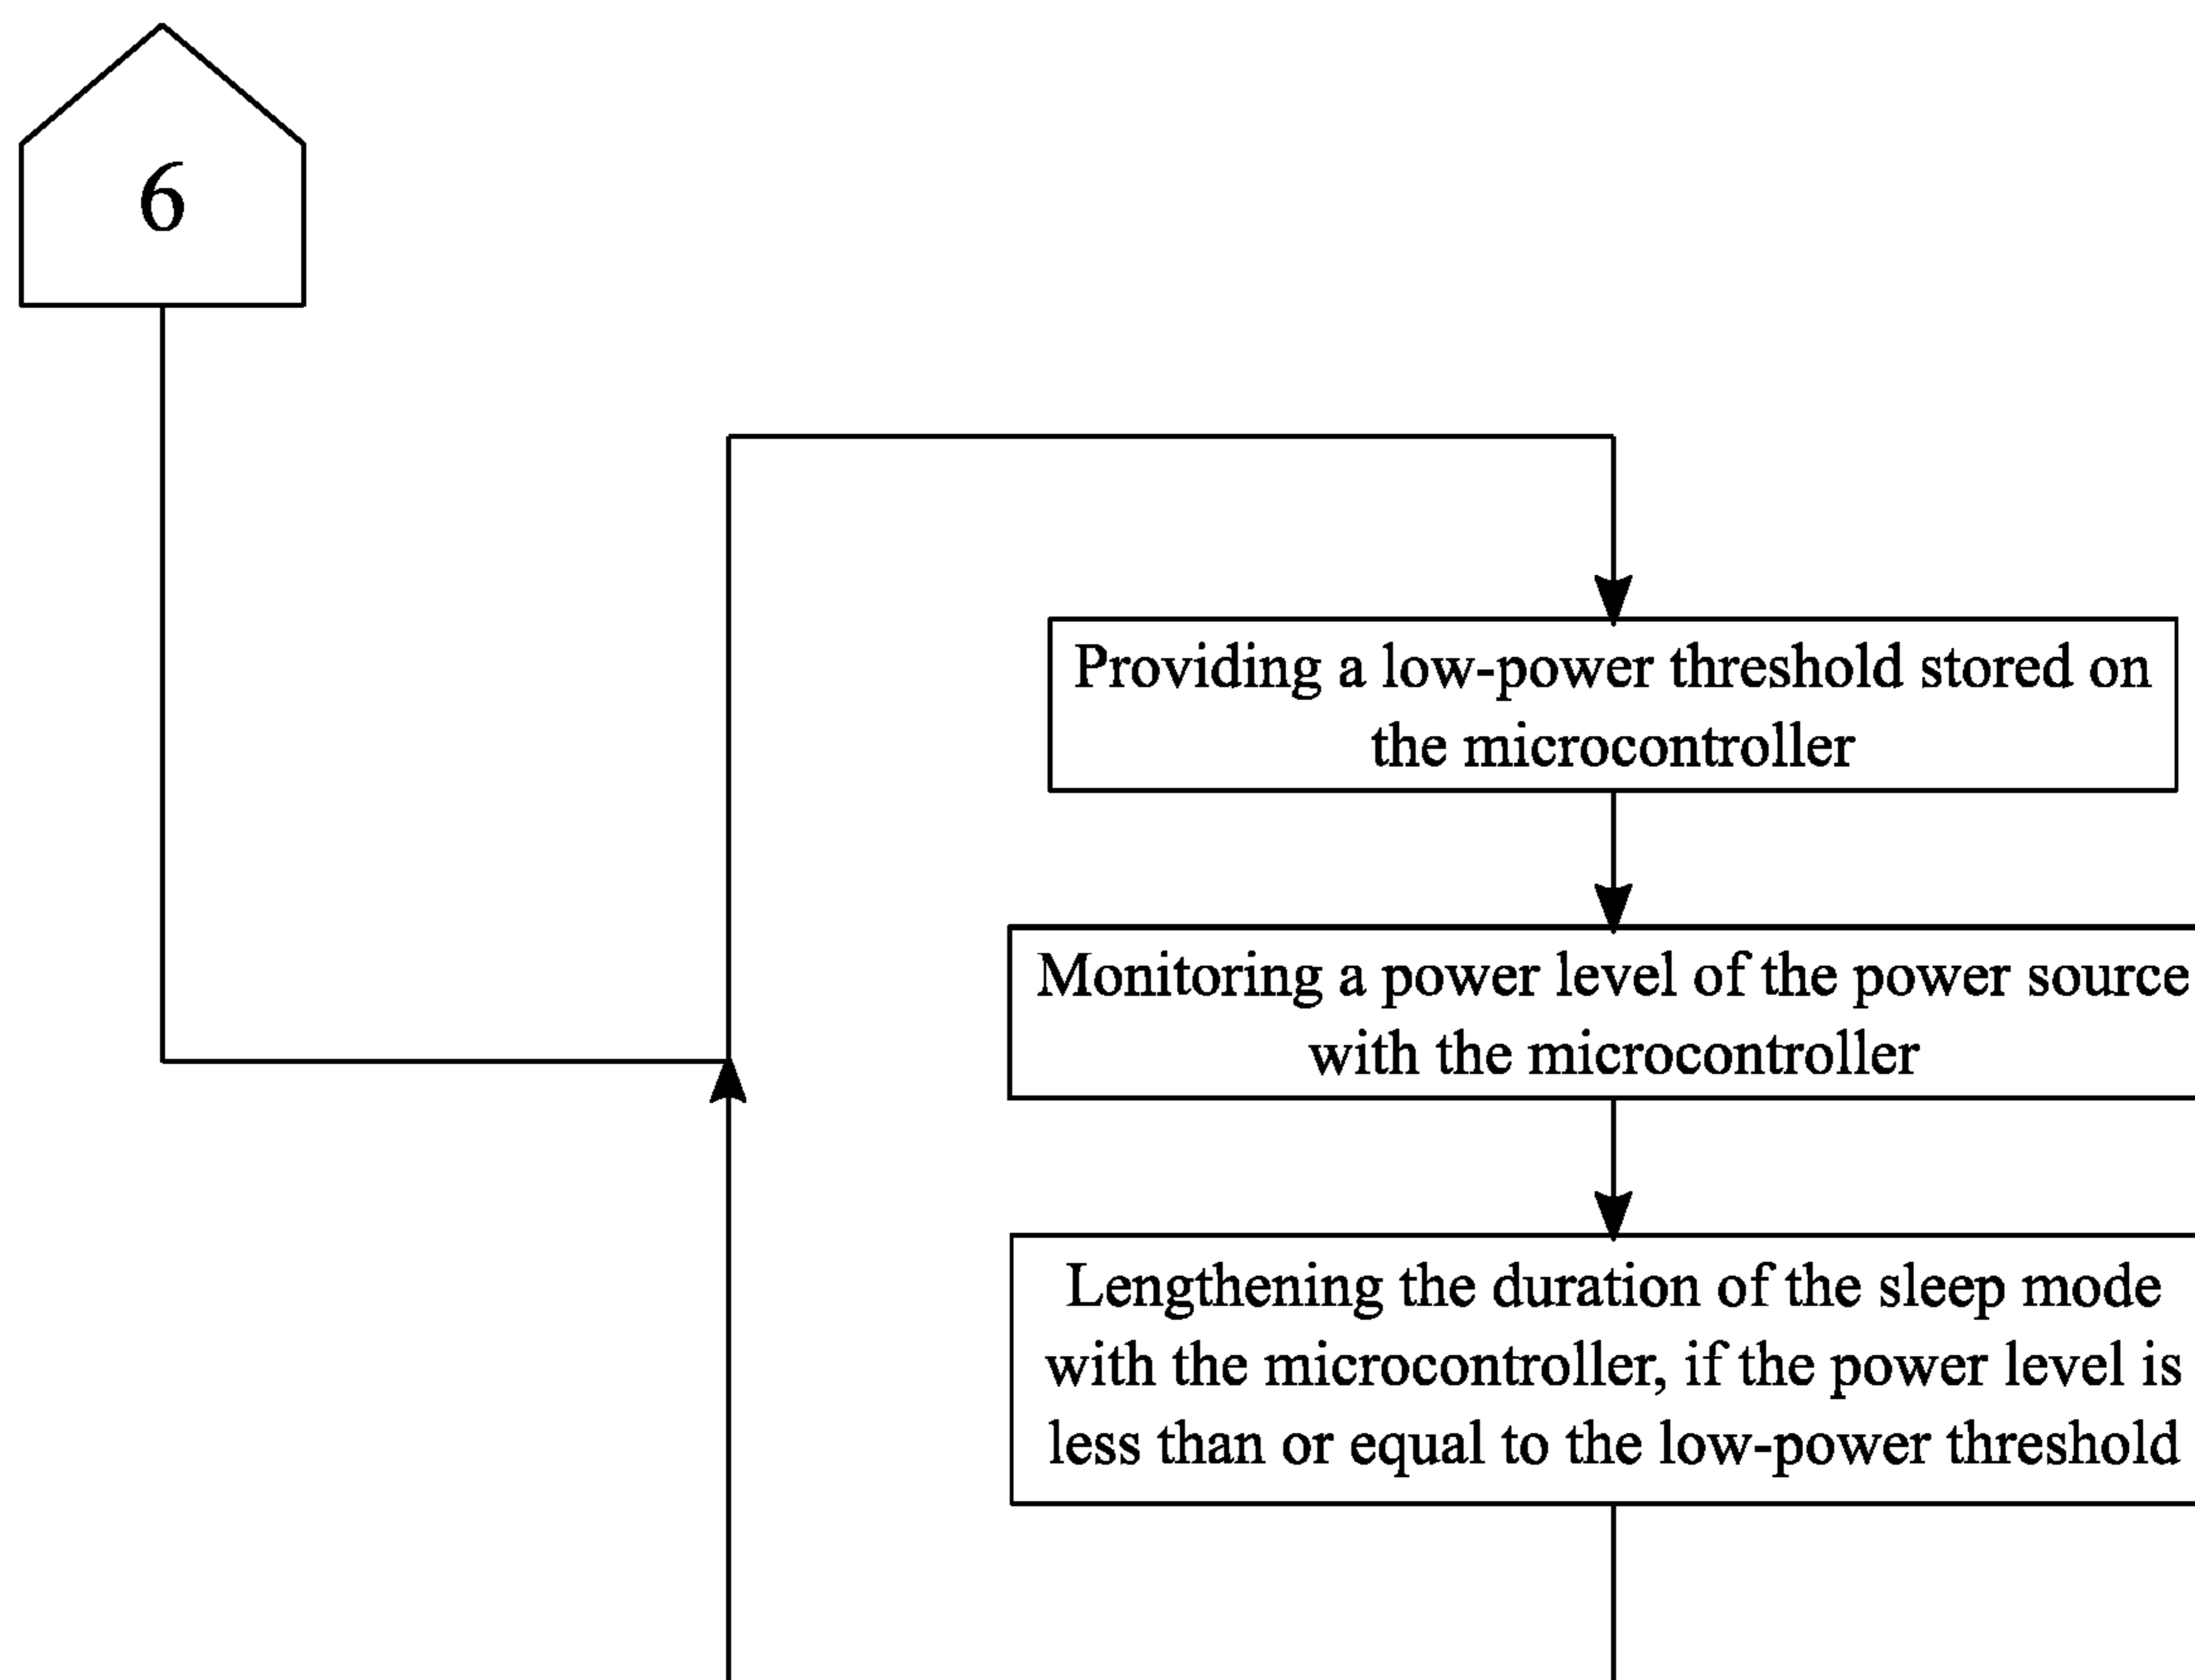 6
Providing a low-power threshold stored on
the microcontroller
Monitoring a power level of the power source
with the microcontroller
Lengthening the duration of the sleep mode
with the microcontroller, if the power level is
less than or equal to the low-power threshold